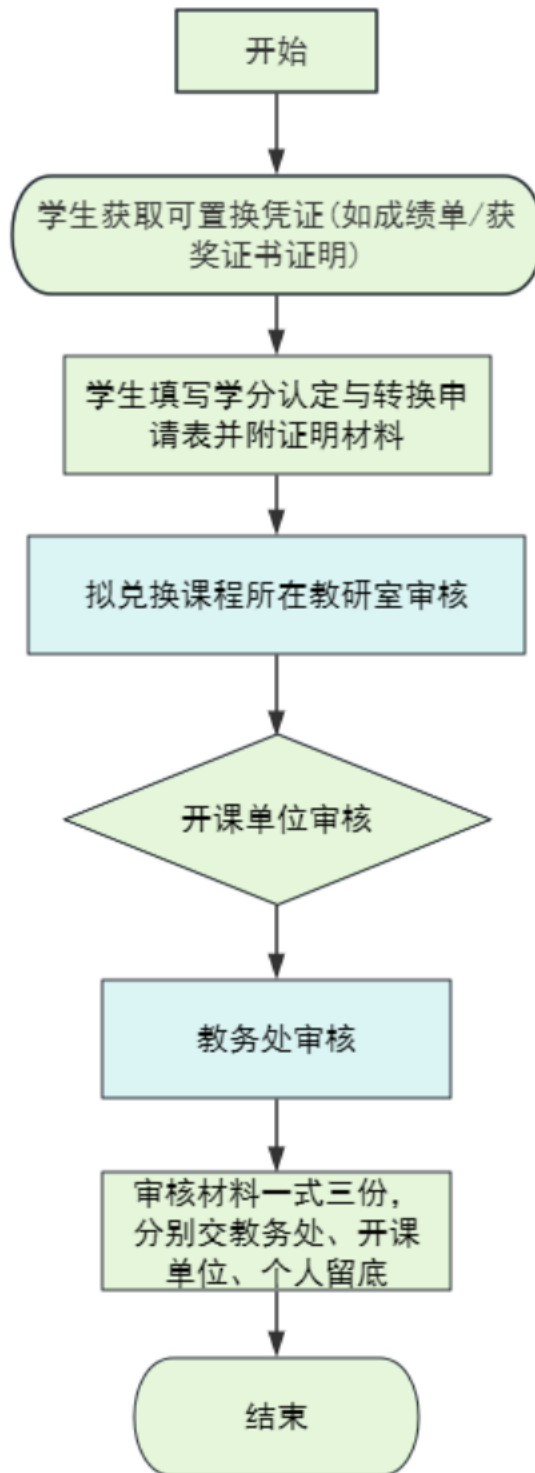 开始
学生获取可置换凭证(如成绩单/获
奖证书证明)
学生填写学分认定与转换申
请表并附证明材料
拟兑换课程所在教研室审核
开课单位审核
教务处审核
审核材料一式三份，
分别交教务处、开课
单位、个人留底
结束